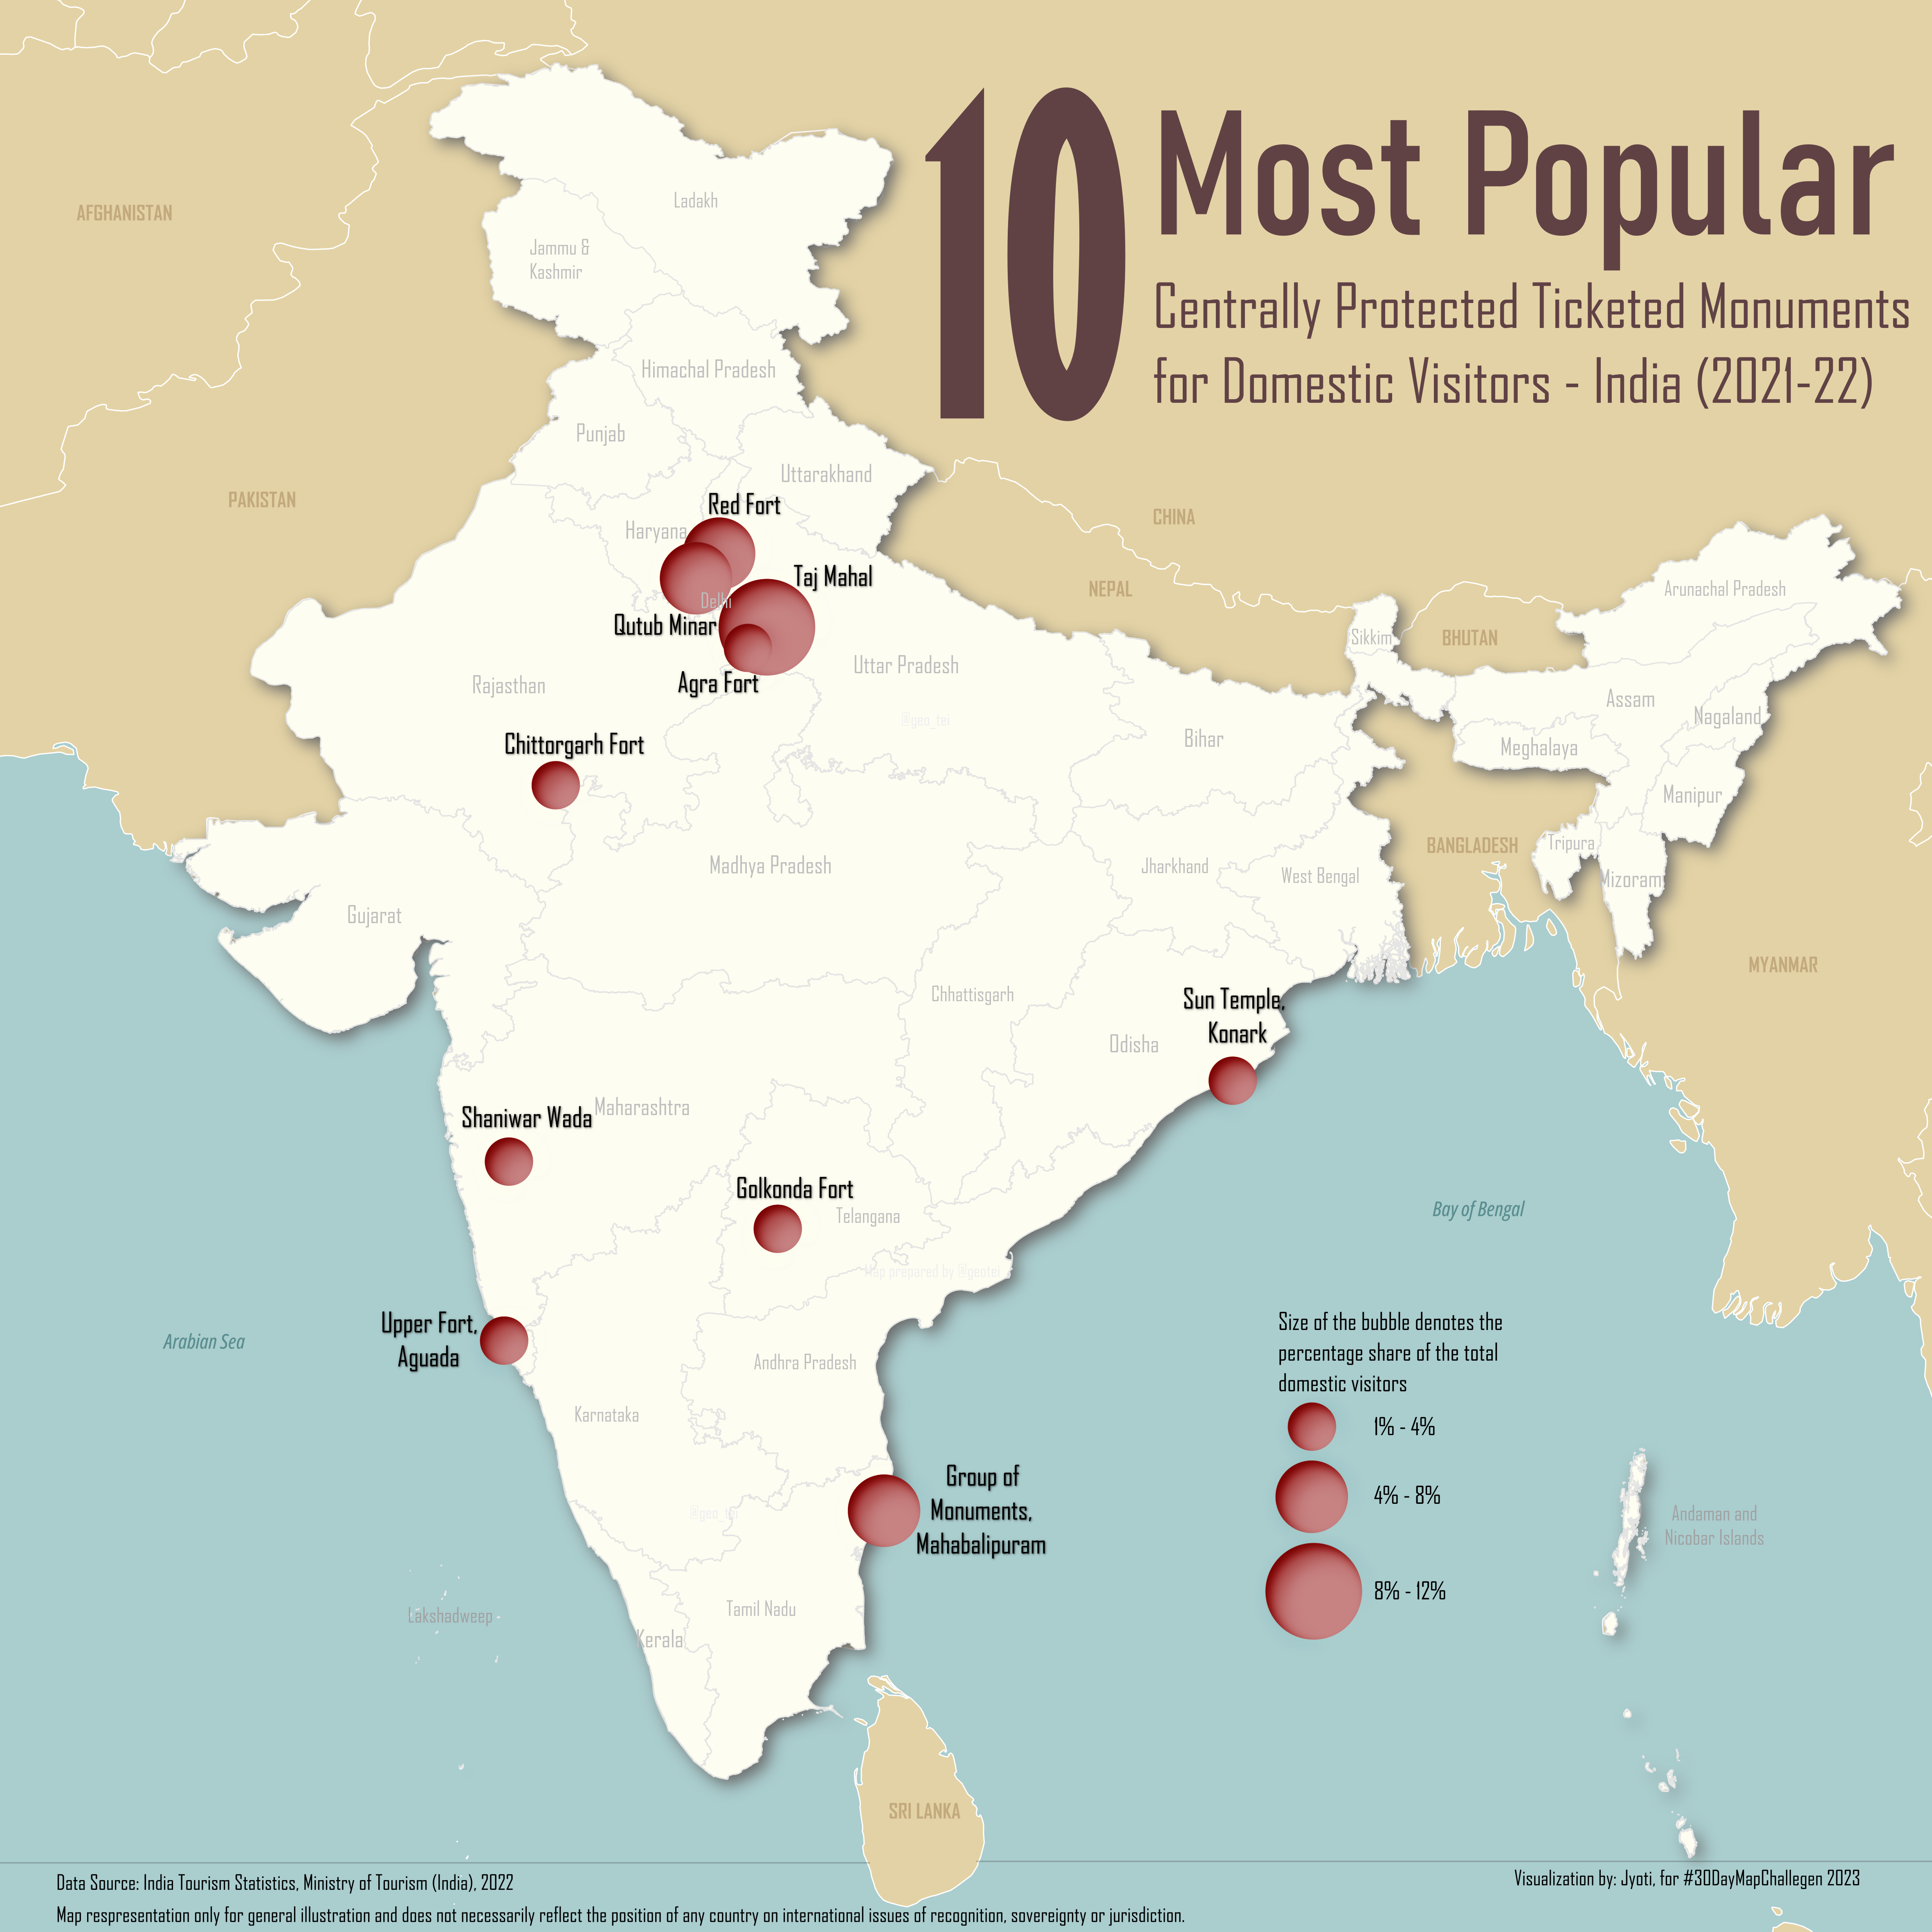 10 Most Popular
Centrally Protected Ticketed Monuments
for Domestic Visitors - India (2021-22)
AFGHANISTAN
Ladakh
Jammu &
Kashmir
Himachal Pradesh
Punjab
Uttarakhand
PAKISTAN
Red Fort
CHINA
Haryana
Taj Mahal
NEPAL
Arunachal Pradesh
Delhi
Qutub Minar
Sikkim
BHUTAN
Uttar Pradesh
Agra Fort
Rajasthan
Assam
Nagaland
@geo_tei
Chittorgarh Fort
Bihar
Meghalaya
Manipur
BANGLADESH
Tripura
Madhya Pradesh
Jharkhand
West Bengal
Mizoram
Gujarat
MYANMAR
Chhattisgarh
Sun Temple,
Konark
Odisha
Maharashtra
Shaniwar Wada
Golkonda Fort
Telangana
Bay of Bengal
Map prepared by @geotei
Upper Fort,
Aguada
Arabian Sea
Andhra Pradesh
Karnataka
Size of the bubble denotes the
percentage share of the total
domestic visitors
1% - 4%
4% - 8%
8% - 12%
Group of
Monuments,
Mahabalipuram
@geo_tei
Andaman and
Nicobar Islands
Lakshadweep
Tamil Nadu
Kerala
SRI LANKA
Data Source: India Tourism Statistics, Ministry of Tourism (India), 2022
Visualization by: Jyoti, for #30DayMapChallegen 2023
Map respresentation only for general illustration and does not necessarily reflect the position of any country on international issues of recognition, sovereignty or jurisdiction.